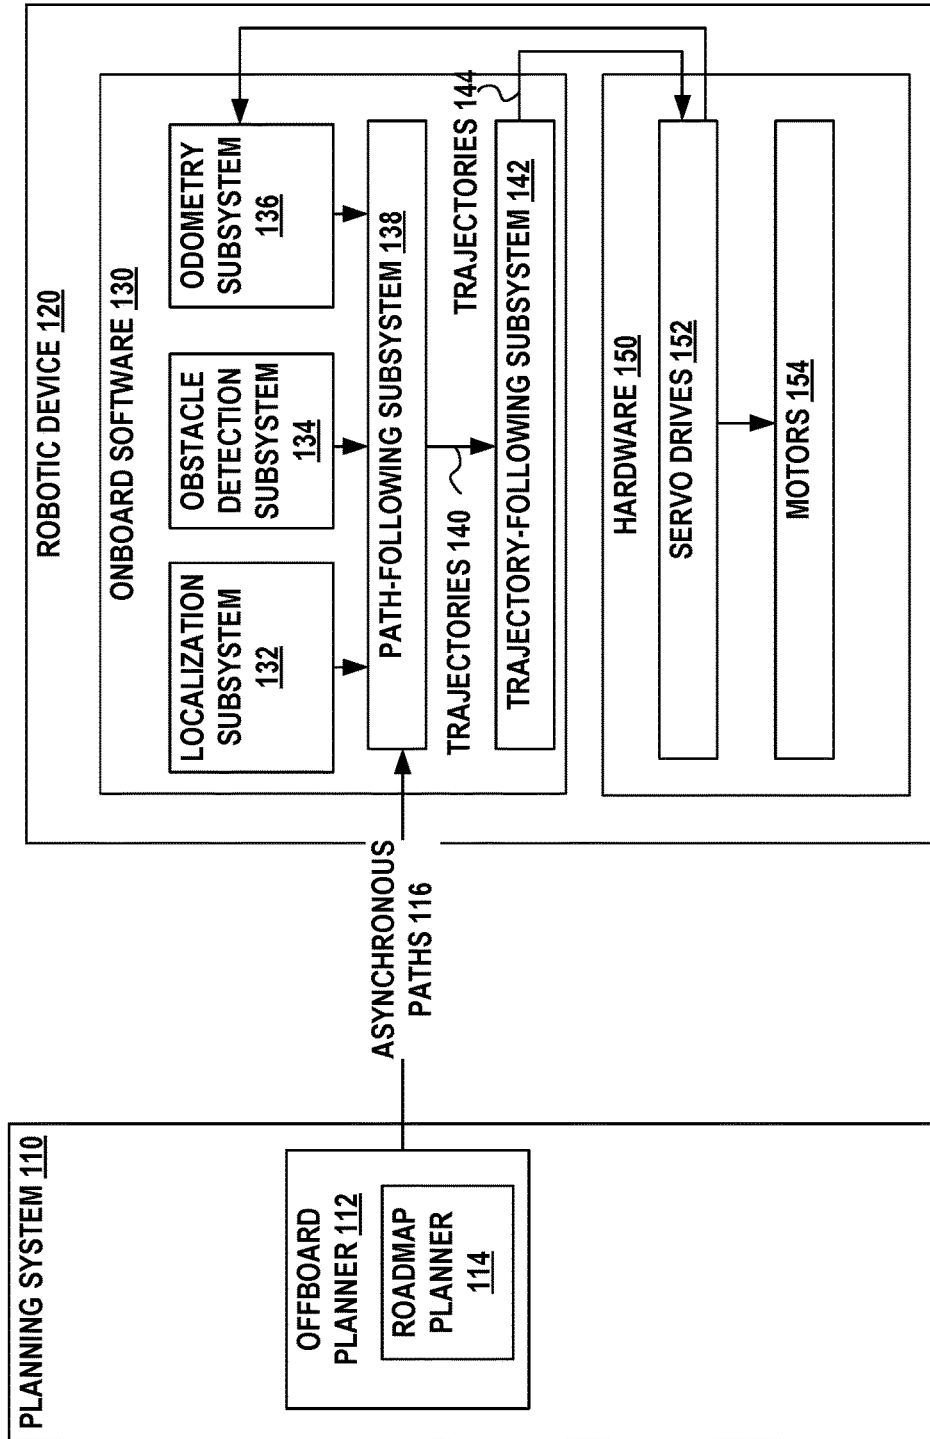 PLANNING SYSTEM 110
OFFBOARD
PLANNER 112
ROADMAP
PLANNER
114
ASYNCHRONOUS
PATHS 116
ROBOTIC DEVICE 120
ONBOARD SOFTWARE 130
LOCALIZATION
SUBSYSTEM
132
OBSTACLE
DETECTION
SUBSYSTEM
134
ODOMETRY
SUBSYSTEM
136
PATH-FOLLOWING SUBSYSTEM 138
TRAJECTORIES 140
TRAJECTORIES 144
TRAJECTORY-FOLLOWING SUBSYSTEM 142
HARDWARE 150
SERVO DRIVES 152
MOTORS 154